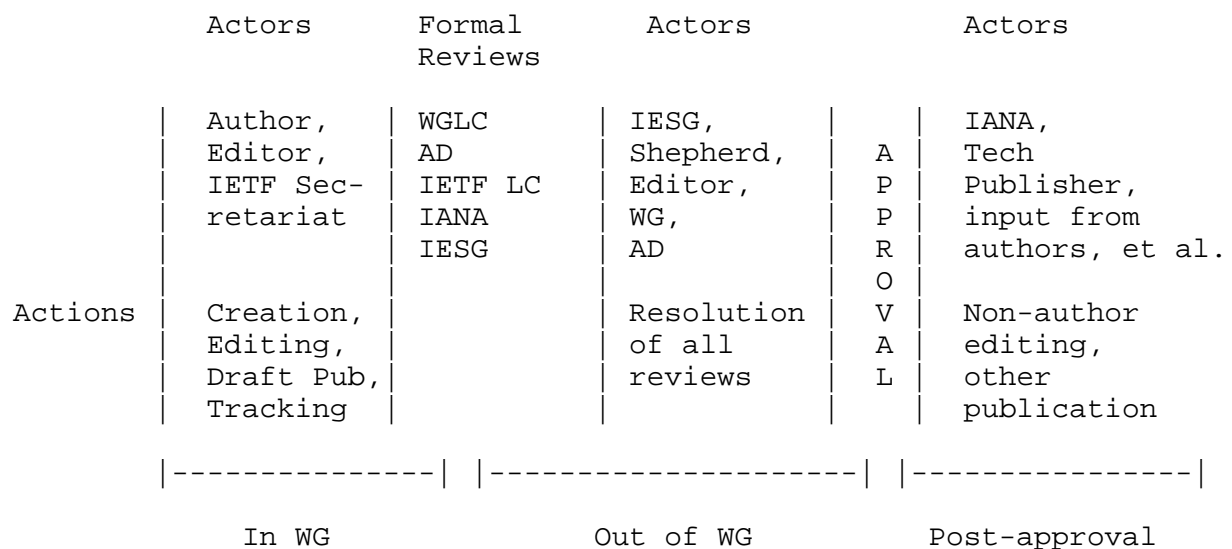 Actors      Formal       Actors            Actors
                        Reviews

         |  Author,   | WGLC      | IESG,       |   |  IANA,
         |  Editor,   | AD        | Shepherd,   | A |  Tech
         |  IETF Sec- | IETF LC   | Editor,     | P |  Publisher,
         |  retariat  | IANA      | WG,         | P |  input from
         |            | IESG      | AD          | R | authors, et al.
         |            |           |             | O |
Actions  |  Creation, |           | Resolution  | V |  Non-author
         |  Editing,  |           | of all      | A |  editing,
         |  Draft Pub,|           | reviews     | L |  other
         |  Tracking  |           |             |   |  publication

         |---------------| |---------------------| |----------------|

              In WG                Out of WG         Post-approval